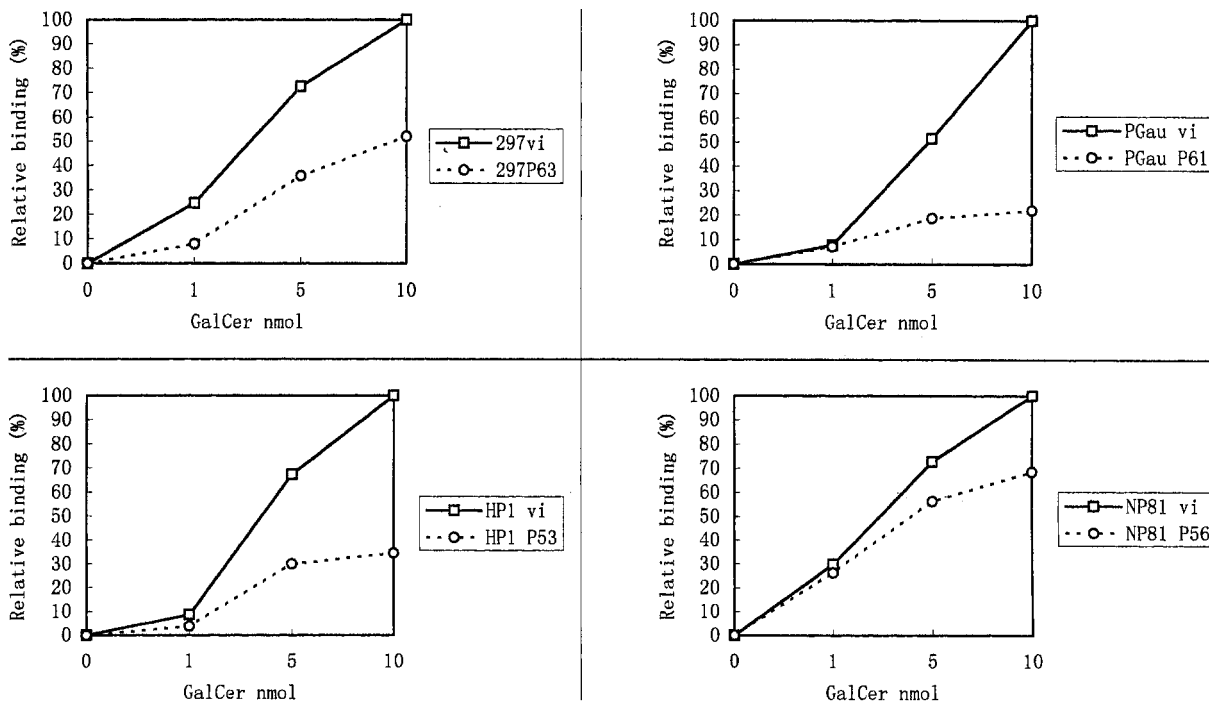 Relative binding (%)
100
90
80
70
60
50
40
30
20
10
0
0 1 5 10
GalCer nmol
297vi
297P63
Relative binding (%)
100
90
80
70
60
50
40
30
20
10
0
0 1 5 10
GalCer nmol
PGau vi
PGau P61
Relative binding (%)
100
90
80
70
60
50
40
30
20
10
0
0 1 5 10
GalCer nmol
HP1 vi
HP1 P53
Relative binding (%)
100
90
80
70
60
50
40
30
20
10
0
0 1 5 10
GalCer nmol
NP81 vi
NP81 P56